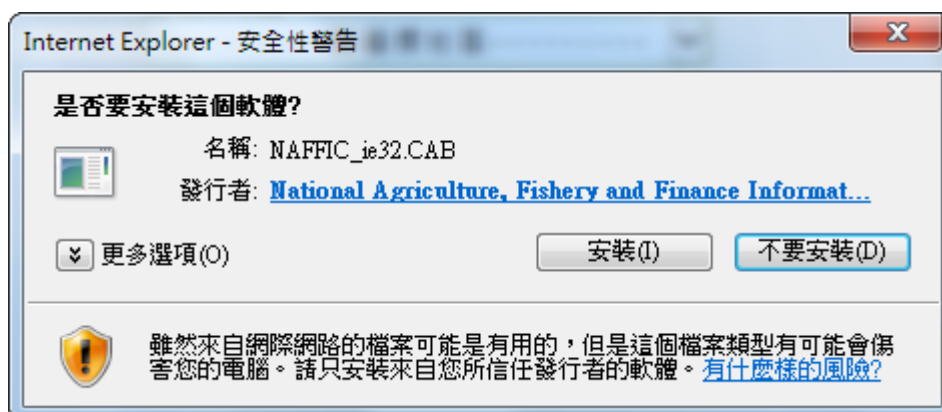 Internet Explorer - 安全性警告
是否要安裝這個軟體?
名稱: NAFFIC_ie32.CAB
發行者: National Agriculture, Fishery and Finance Informat...
更多選項(O)
安裝(I)
不要安裝(D)
雖然來自網際網路的檔案可能是有用的，但是這個檔案類型有可能會傷
害您的電腦。請只安裝來自您所信任發行者的軟體。有什麼樣的風險?